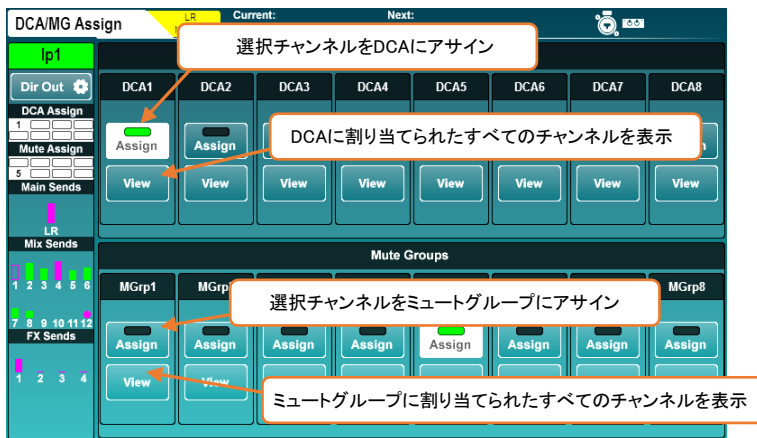 DCA/MG Assign
LR
Current:
Next:
選択チャンネルをDCAにアサイン
Ip1
Dir Out
DCA1 DCA2 DCA3 DCA4 DCA5 DCA6 DCA7 DCA8
DCA Assign
1
Mute Assign
5
Main Sends
LR
Mix Sends
1 2 3 4 5 6
7 8 9 10 11 12
FX Sends
1 2 3 4
Assign Assign
DCAに割り当てられたすべてのチャンネルを表示
View View View View View View View View
Mute Groups
MGrp1 MGrp MGrp8
選択チャンネルをミュートグループにアサイン
Assign Assign Assign Assign Assign Assign Assign Assign
View View
ミュートグループに割り当てられたすべてのチャンネルを表示